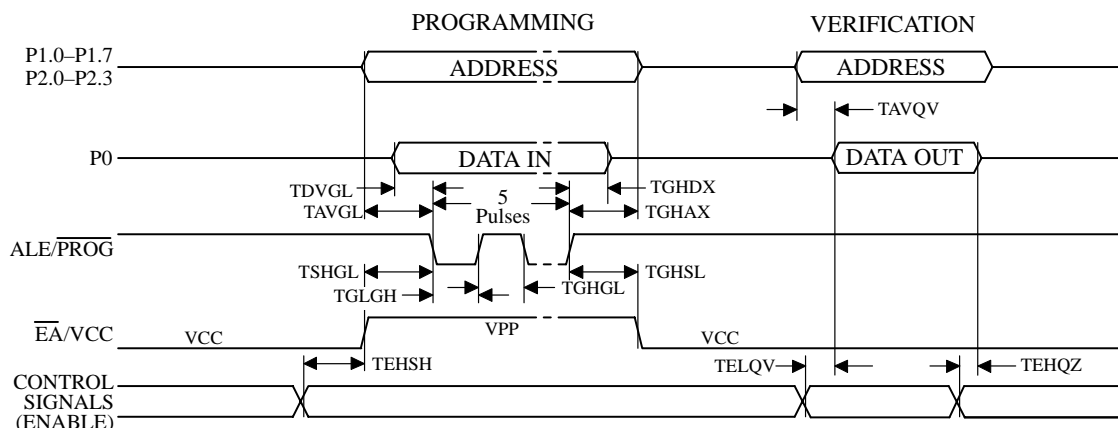 PROGRAMMING
VERIFICATION
P1.0–P1.7
P2.0–P2.3
ADDRESS
ADDRESS
TAVQV
P0
DATA IN
DATA OUT
TDVGL
5
Pulses
TGHDX
TAVGL
TGHAX
ALE/PROG
TSHGL
TGHSL
TGLGH
TGHGL
EA/VCC
VCC
VPP
VCC
TEHSH
TELQV
TEHQZ
CONTROL
SIGNALS
(ENABLE)